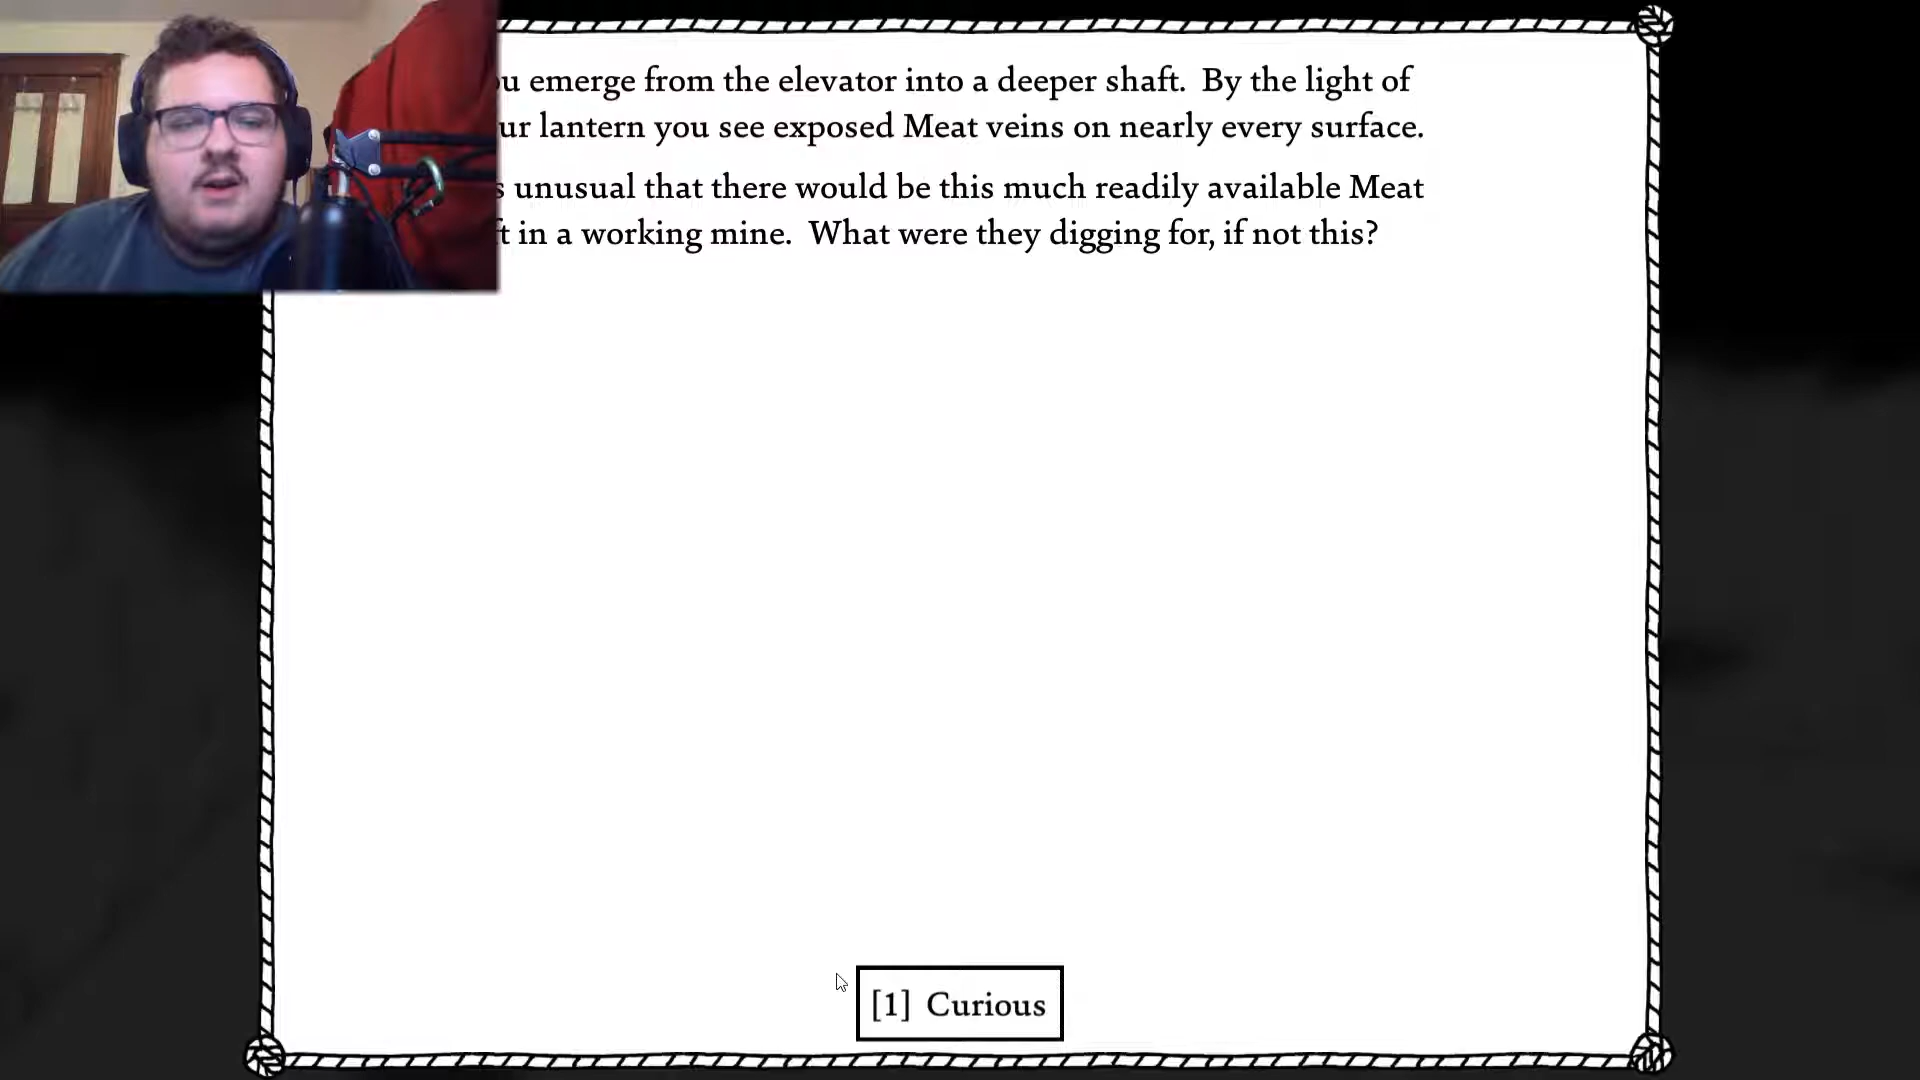 emerge from the elevator into a deeper shaft. By the light of
lantern you see exposed Meat veins on nearly every surface.
unusual that there would be this much readily available Meat
in a working mine. What were they digging for, if not this?
[1] Curious